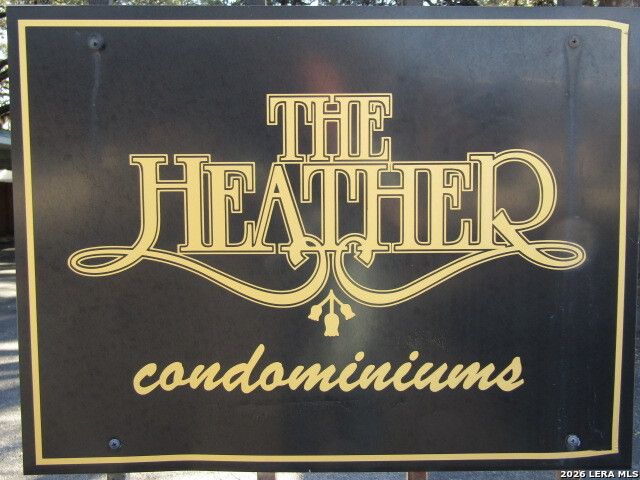 THE
HEATHER
condominiums
2026 LERA MLS